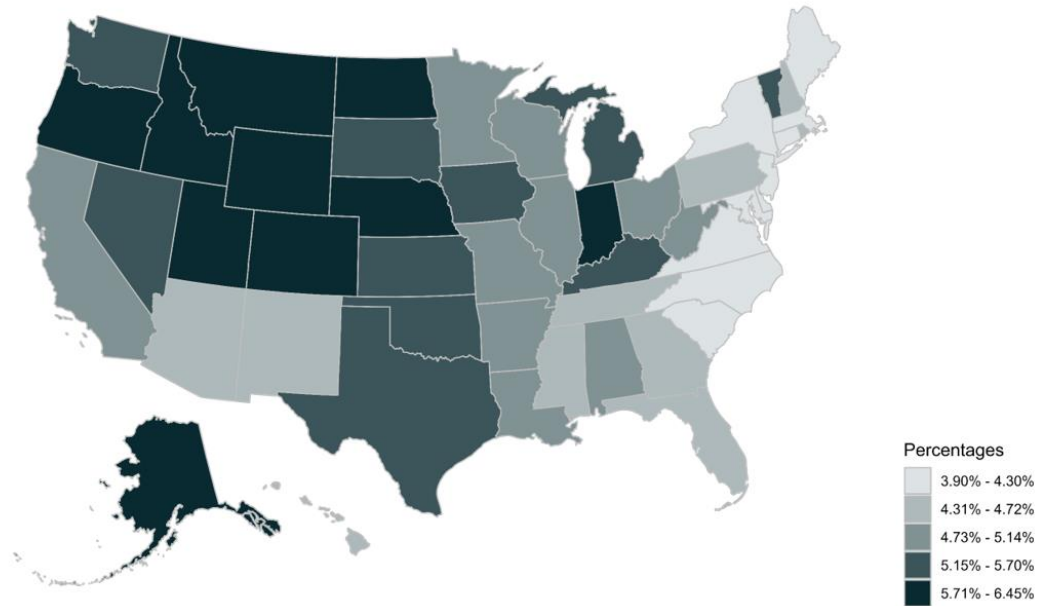 Percentages
3.90% - 4.30%
4.31% - 4.72%
4.73% - 5.14%
5.15% - 5.70%
5.71% - 6.45%